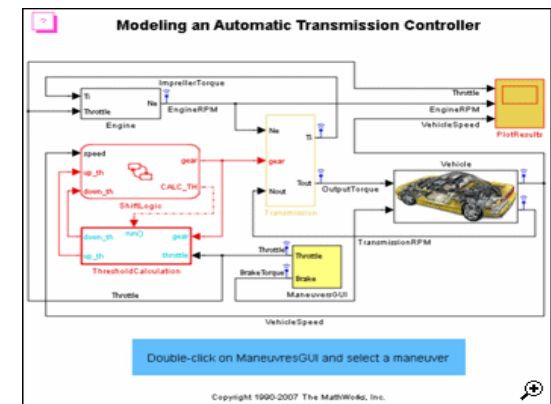 ?
Modeling an Automatic Transmission Controller
ImprellerTorque
Ti
Throttle
Ne
Engine
EngineRPM
Throttle
EngineRPM
VehicleSpeed
PlotResults
speed
up_th
down_th
gear
CALC_TH
ShiftLogic
Ne
gear
Nout
Ti
Tout
Transmission
OutputTorque
Vehicle
TransmissionRPM
down_th
up_th
gear
throttle
ThresholdCalculation
Throttle
BrakeTorque
Throttle
Brake
ManeuversGUI
Throttle
VehicleSpeed
Double-click on ManeuvresGUI and select a maneuver
Copyright 1990-2007 The MathWorks, Inc.